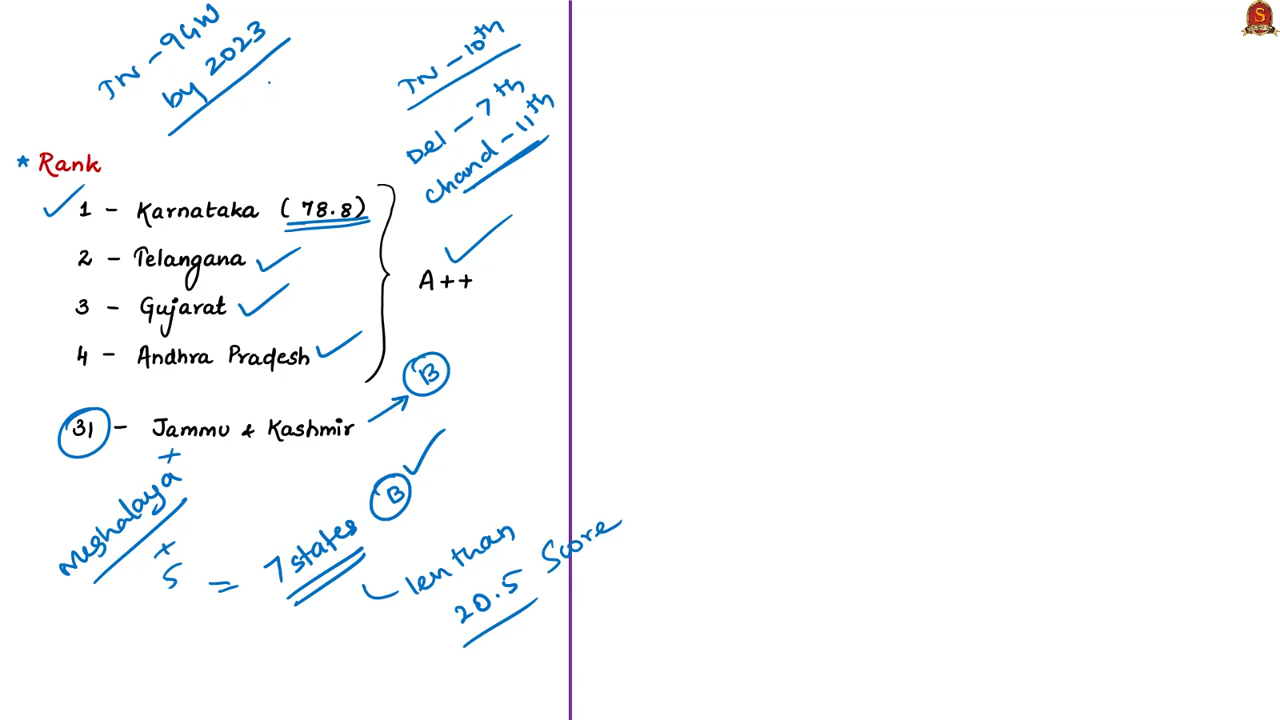 TN - 9GW
by 2023
TN - 10th
Del - 7th
Chand - 11th
* Rank
1 - Karnataka (78.8)
2 - Telangana
3 - Gujarat
4 - Andhra Pradesh
A++
B
31 - Jammu & Kashmir
+
Meghalaya
+
5 = 7 states
B
less than
20.5 Score
S